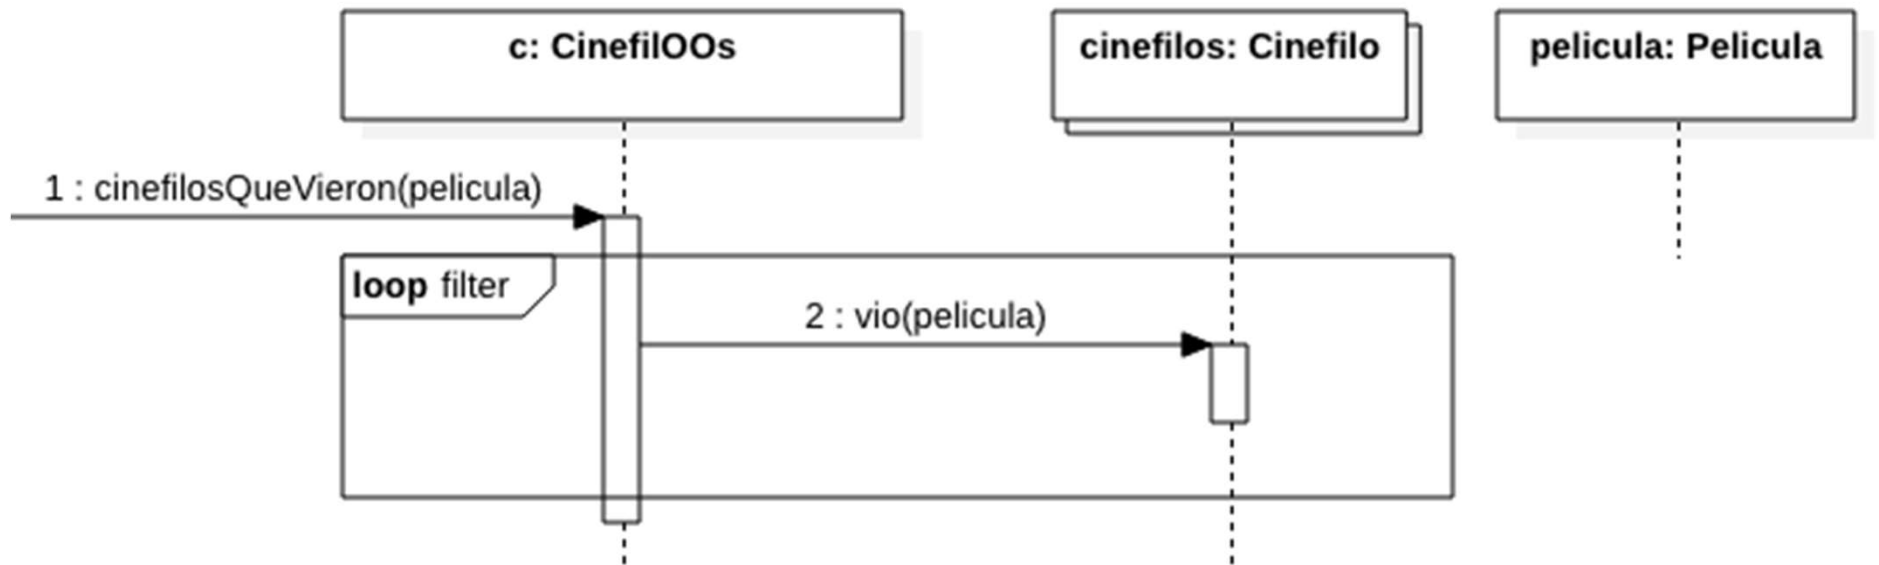 c: CinefilOOs
cinefilos: Cinefilo
pelicula: Pelicula
1 : cinefilosQueVieron(pelicula)
loop filter
2 : vio(pelicula)